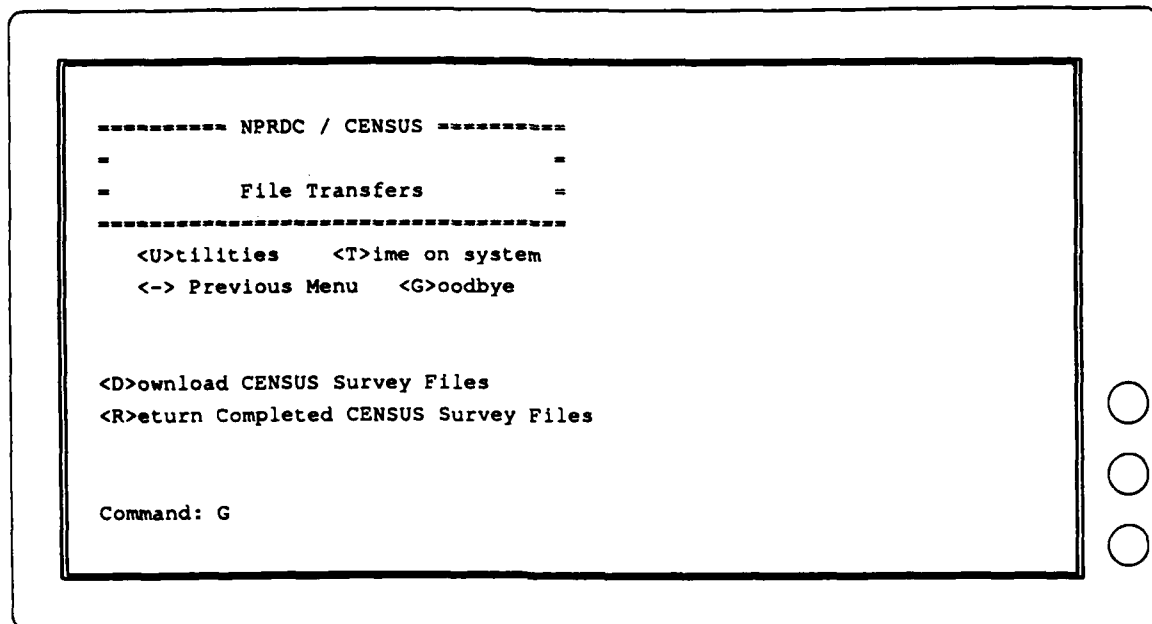 ========== NPRDC / CENSUS ==========
=                                  =
=          File Transfers          =
====================================
<U>tilities    <T>ime on system
<-> Previous Menu   <G>oodbye
<D>ownload CENSUS Survey Files
<R>eturn Completed CENSUS Survey Files
Command: G